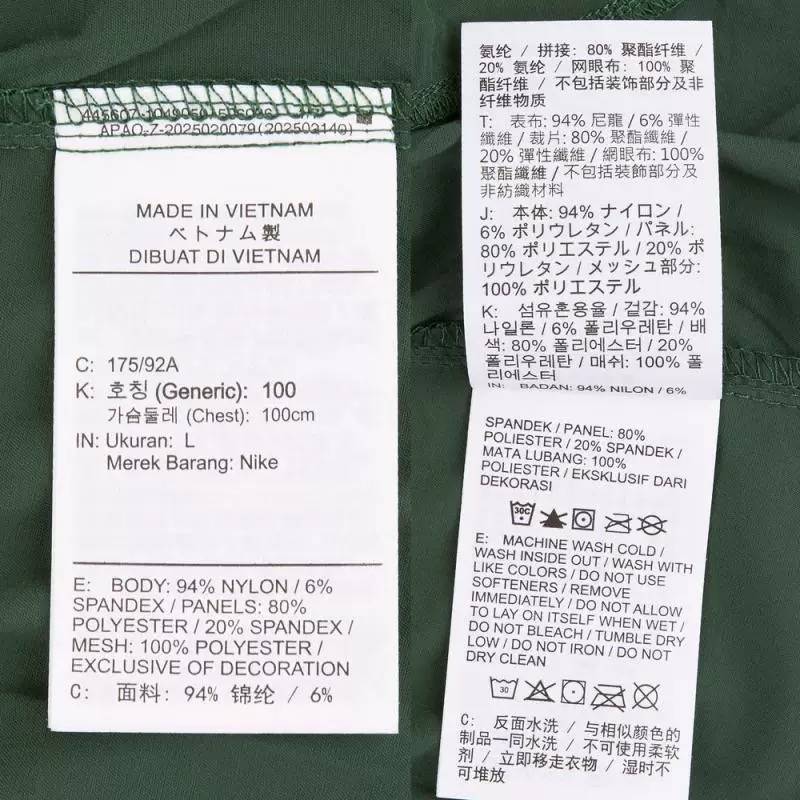 APAO-Z-2025020079(20250314O)
MADE IN VIETNAM
ベトナム製
DIBUAT DI VIETNAM
C: 175/92A
K: 호칭 (Generic): 100
가슴둘레 (Chest): 100cm
IN: Ukuran: L
Merek Barang: Nike
E: BODY: 94% NYLON / 6%
SPANDEX / PANELS: 80%
POLYESTER / 20% SPANDEX /
MESH: 100% POLYESTER /
EXCLUSIVE OF DECORATION
C: 面料: 94% 锦纶 / 6%
氨纶 / 拼接: 80% 聚酯纤维 /
20% 氨纶 / 网眼布: 100% 聚
酯纤维 / 不包括装饰部分及非
纤维物质
T: 表布: 94% 尼龍 / 6% 彈性
纖維 / 裁片: 80% 聚酯纖維 /
20% 彈性纖維 / 網眼布: 100%
聚酯纖維 / 不包括裝飾部分及
非紡織材料
J: 本体: 94% ナイロン /
6% ポリウレタン / パネル:
80% ポリエステル / 20% ポ
リウレタン / メッシュ部分:
100% ポリエステル
K: 섬유혼용율 / 겉감: 94%
나일론 / 6% 폴리우레탄 / 배
색: 80% 폴리에스터 / 20%
폴리우레탄 / 매쉬: 100% 폴
리에스터
IN: BADAN: 94% NILON / 6%
SPANDEK / PANEL: 80%
POLIESTER / 20% SPANDEK /
MATA LUBANG: 100%
POLIESTER / EKSKLUSIF DARI
DEKORASI
30C
E: MACHINE WASH COLD /
WASH INSIDE OUT / WASH WITH
LIKE COLORS / DO NOT USE
SOFTENERS / REMOVE
IMMEDIATELY / DO NOT ALLOW
TO LAY ON ITSELF WHEN WET /
DO NOT BLEACH / TUMBLE DRY
LOW / DO NOT IRON / DO NOT
DRY CLEAN
30
C: 反面水洗 / 与相似颜色的
制品一同水洗 / 不可使用柔软
剂 / 立即移走衣物 / 湿时不
可堆放